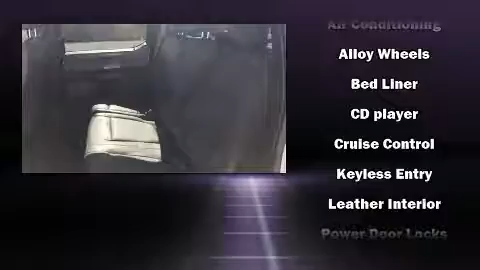 Air Conditioning
Alloy Wheels
Bed Liner
CD player
Cruise Control
Keyless Entry
Leather Interior
Power Door Locks